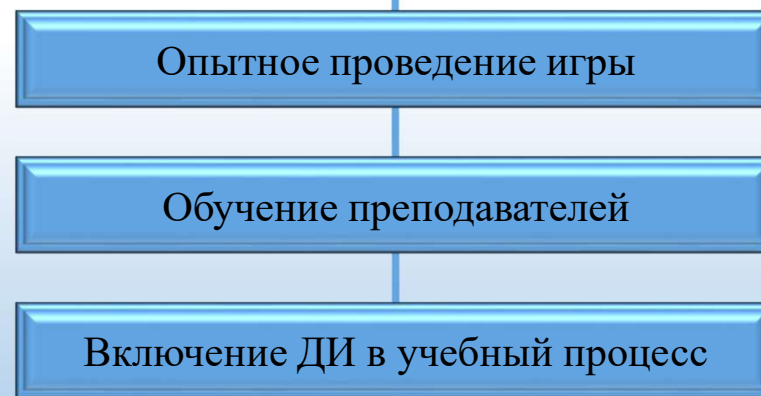 Опытное проведение игры
Обучение преподавателей
Включение ДИ в учебный процесс